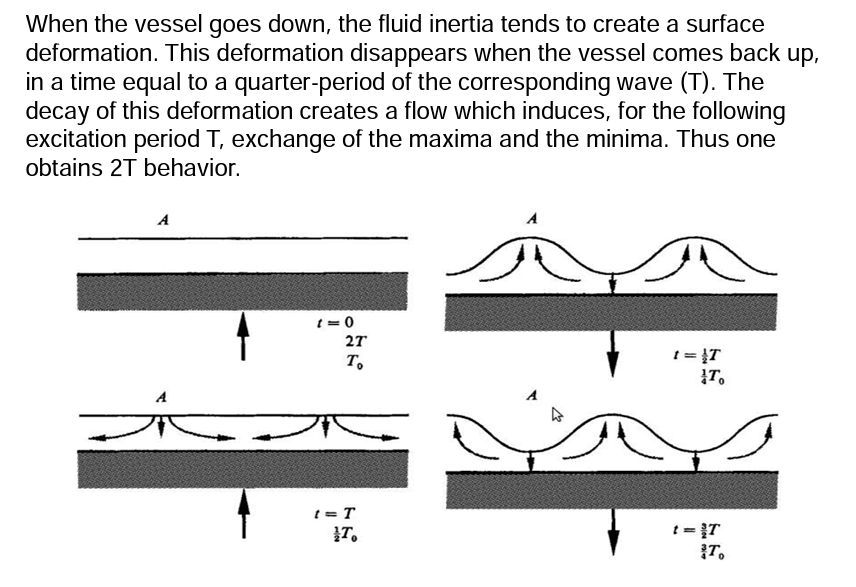 When the vessel goes down, the fluid inertia tends to create a surface
deformation. This deformation disappears when the vessel comes back up,
in a time equal to a quarter-period of the corresponding wave (T). The
decay of this deformation creates a flow which induces, for the following
excitation period T, exchange of the maxima and the minima. Thus one
obtains 2T behavior.
A
t = 0
2T
T₀
A
t = ½T
¼T₀
A
t = T
½T₀
A
t = 3/2T
¾T₀